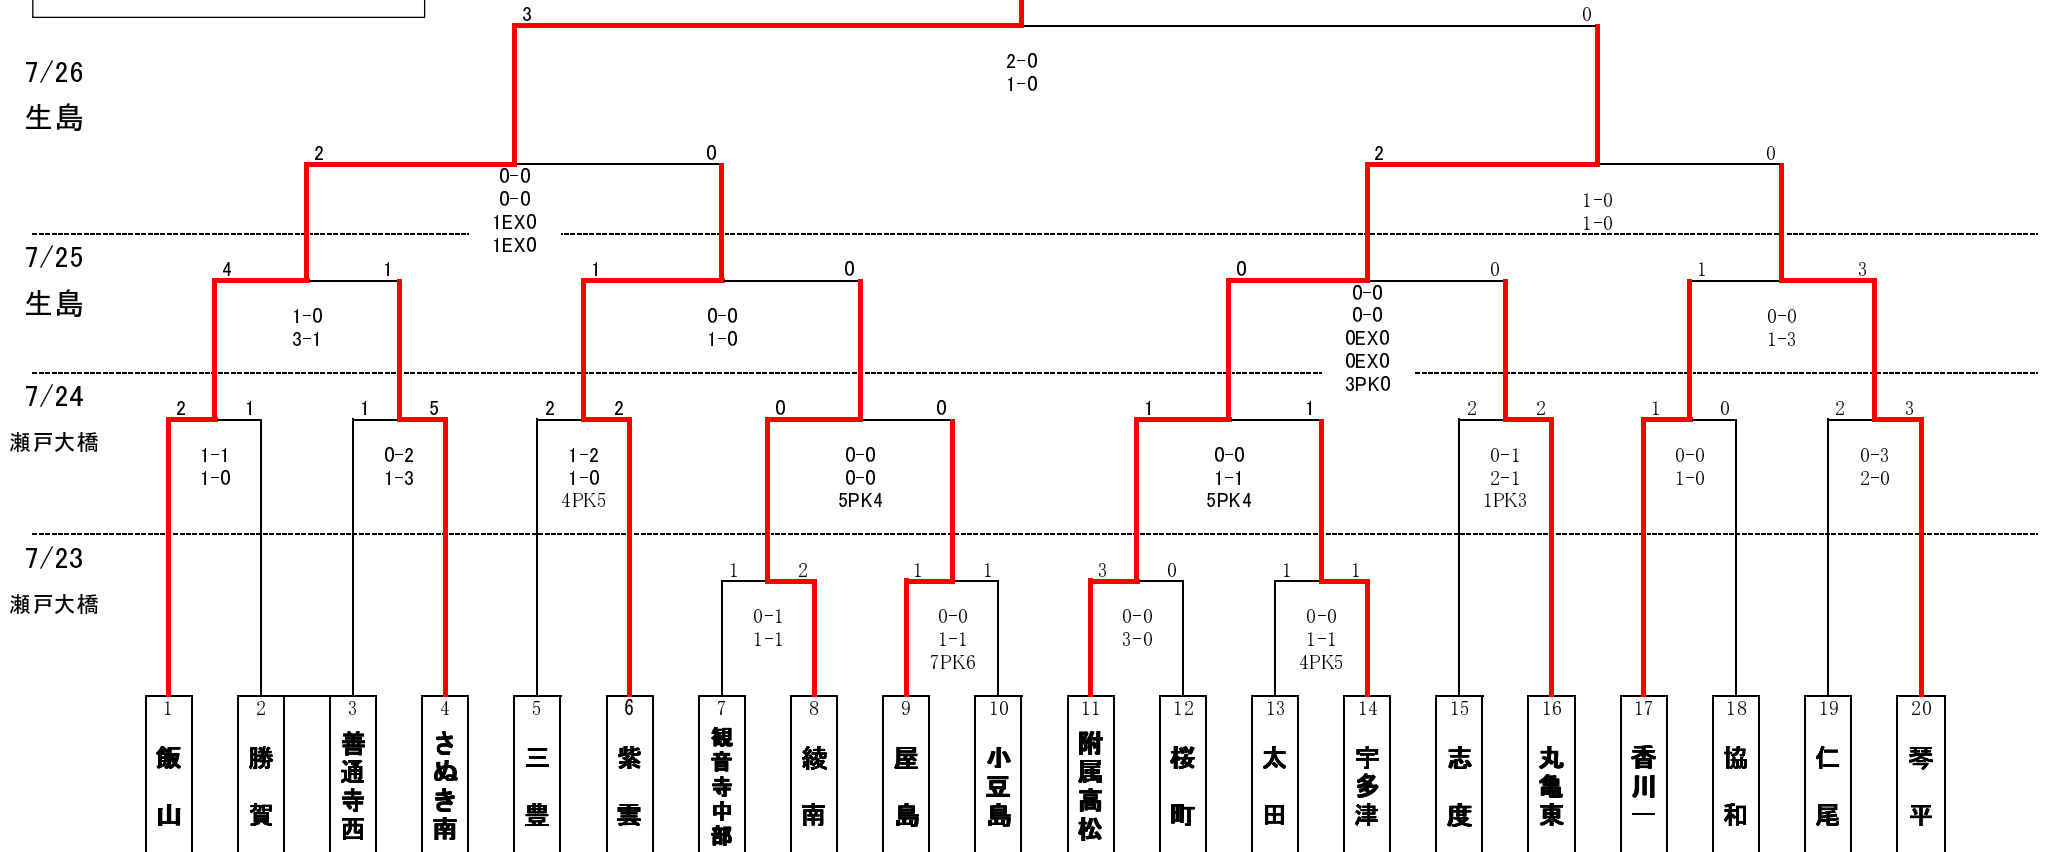 3 0
7/26
2-0
1-0
生島
2 0 2 0
0-0
0-0
1EX0
1EX0
1-0
1-0
7/25
生島
4 1 1 0 0 0 1 3
1-0
3-1
0-0
1-0
0-0
0-0
0EX0
0EX0
3PK0
0-0
1-3
7/24
瀬戸大橋
2 1 1 5 2 2 0 0 1 1 2 2 1 0 2 3
1-1
1-0
0-2
1-3
1-2
1-0
4PK5
0-0
0-0
5PK4
0-0
1-1
5PK4
0-1
2-1
1PK3
0-0
1-0
0-3
2-0
7/23
瀬戸大橋
1 2 1 1 3 0 1 1
0-1
1-1
0-0
1-1
7PK6
0-0
3-0
0-0
1-1
4PK5
1 2 3 4 5 6 7 8 9 10 11 12 13 14 15 16 17 18 19 20
飯山
勝賀
善通寺西
さぬき南
三豊
紫雲
観音寺中部
綾南
屋島
小豆島
附属高松
桜町
太田
宇多津
志度
丸亀東
香川一
協和
仁尾
琴平